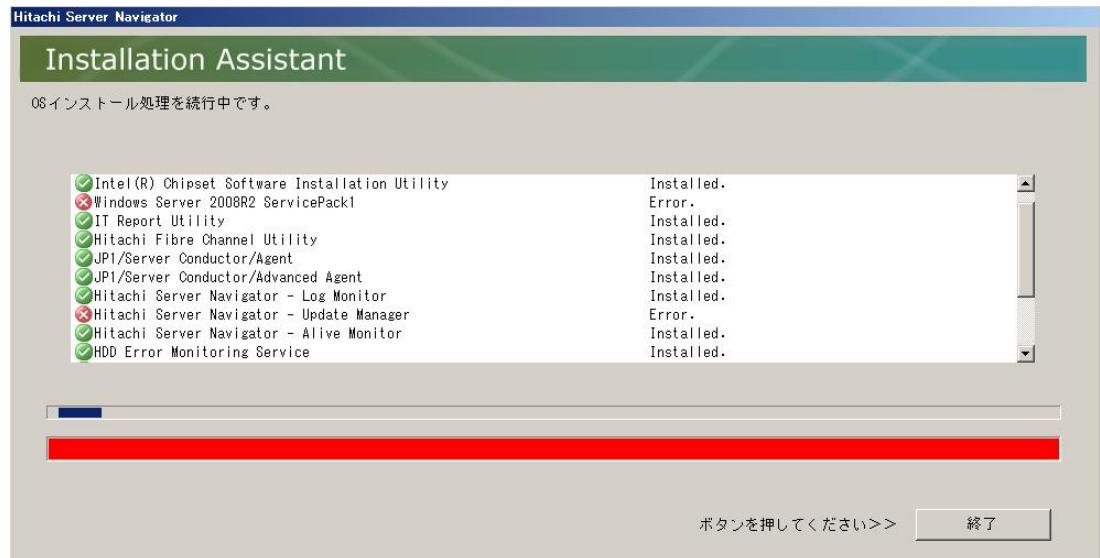 Hitachi Server Navigator
Installation Assistant
OSインストール処理を続行中です。
Intel(R) Chipset Software Installation Utility Installed.
Windows Server 2008R2 ServicePack1 Error.
IT Report Utility Installed.
Hitachi Fibre Channel Utility Installed.
JP1/Server Conductor/Agent Installed.
JP1/Server Conductor/Advanced Agent Installed.
Hitachi Server Navigator - Log Monitor Installed.
Hitachi Server Navigator - Update Manager Error.
Hitachi Server Navigator - Alive Monitor Installed.
HDD Error Monitoring Service Installed.
ボタンを押してください>> 終了